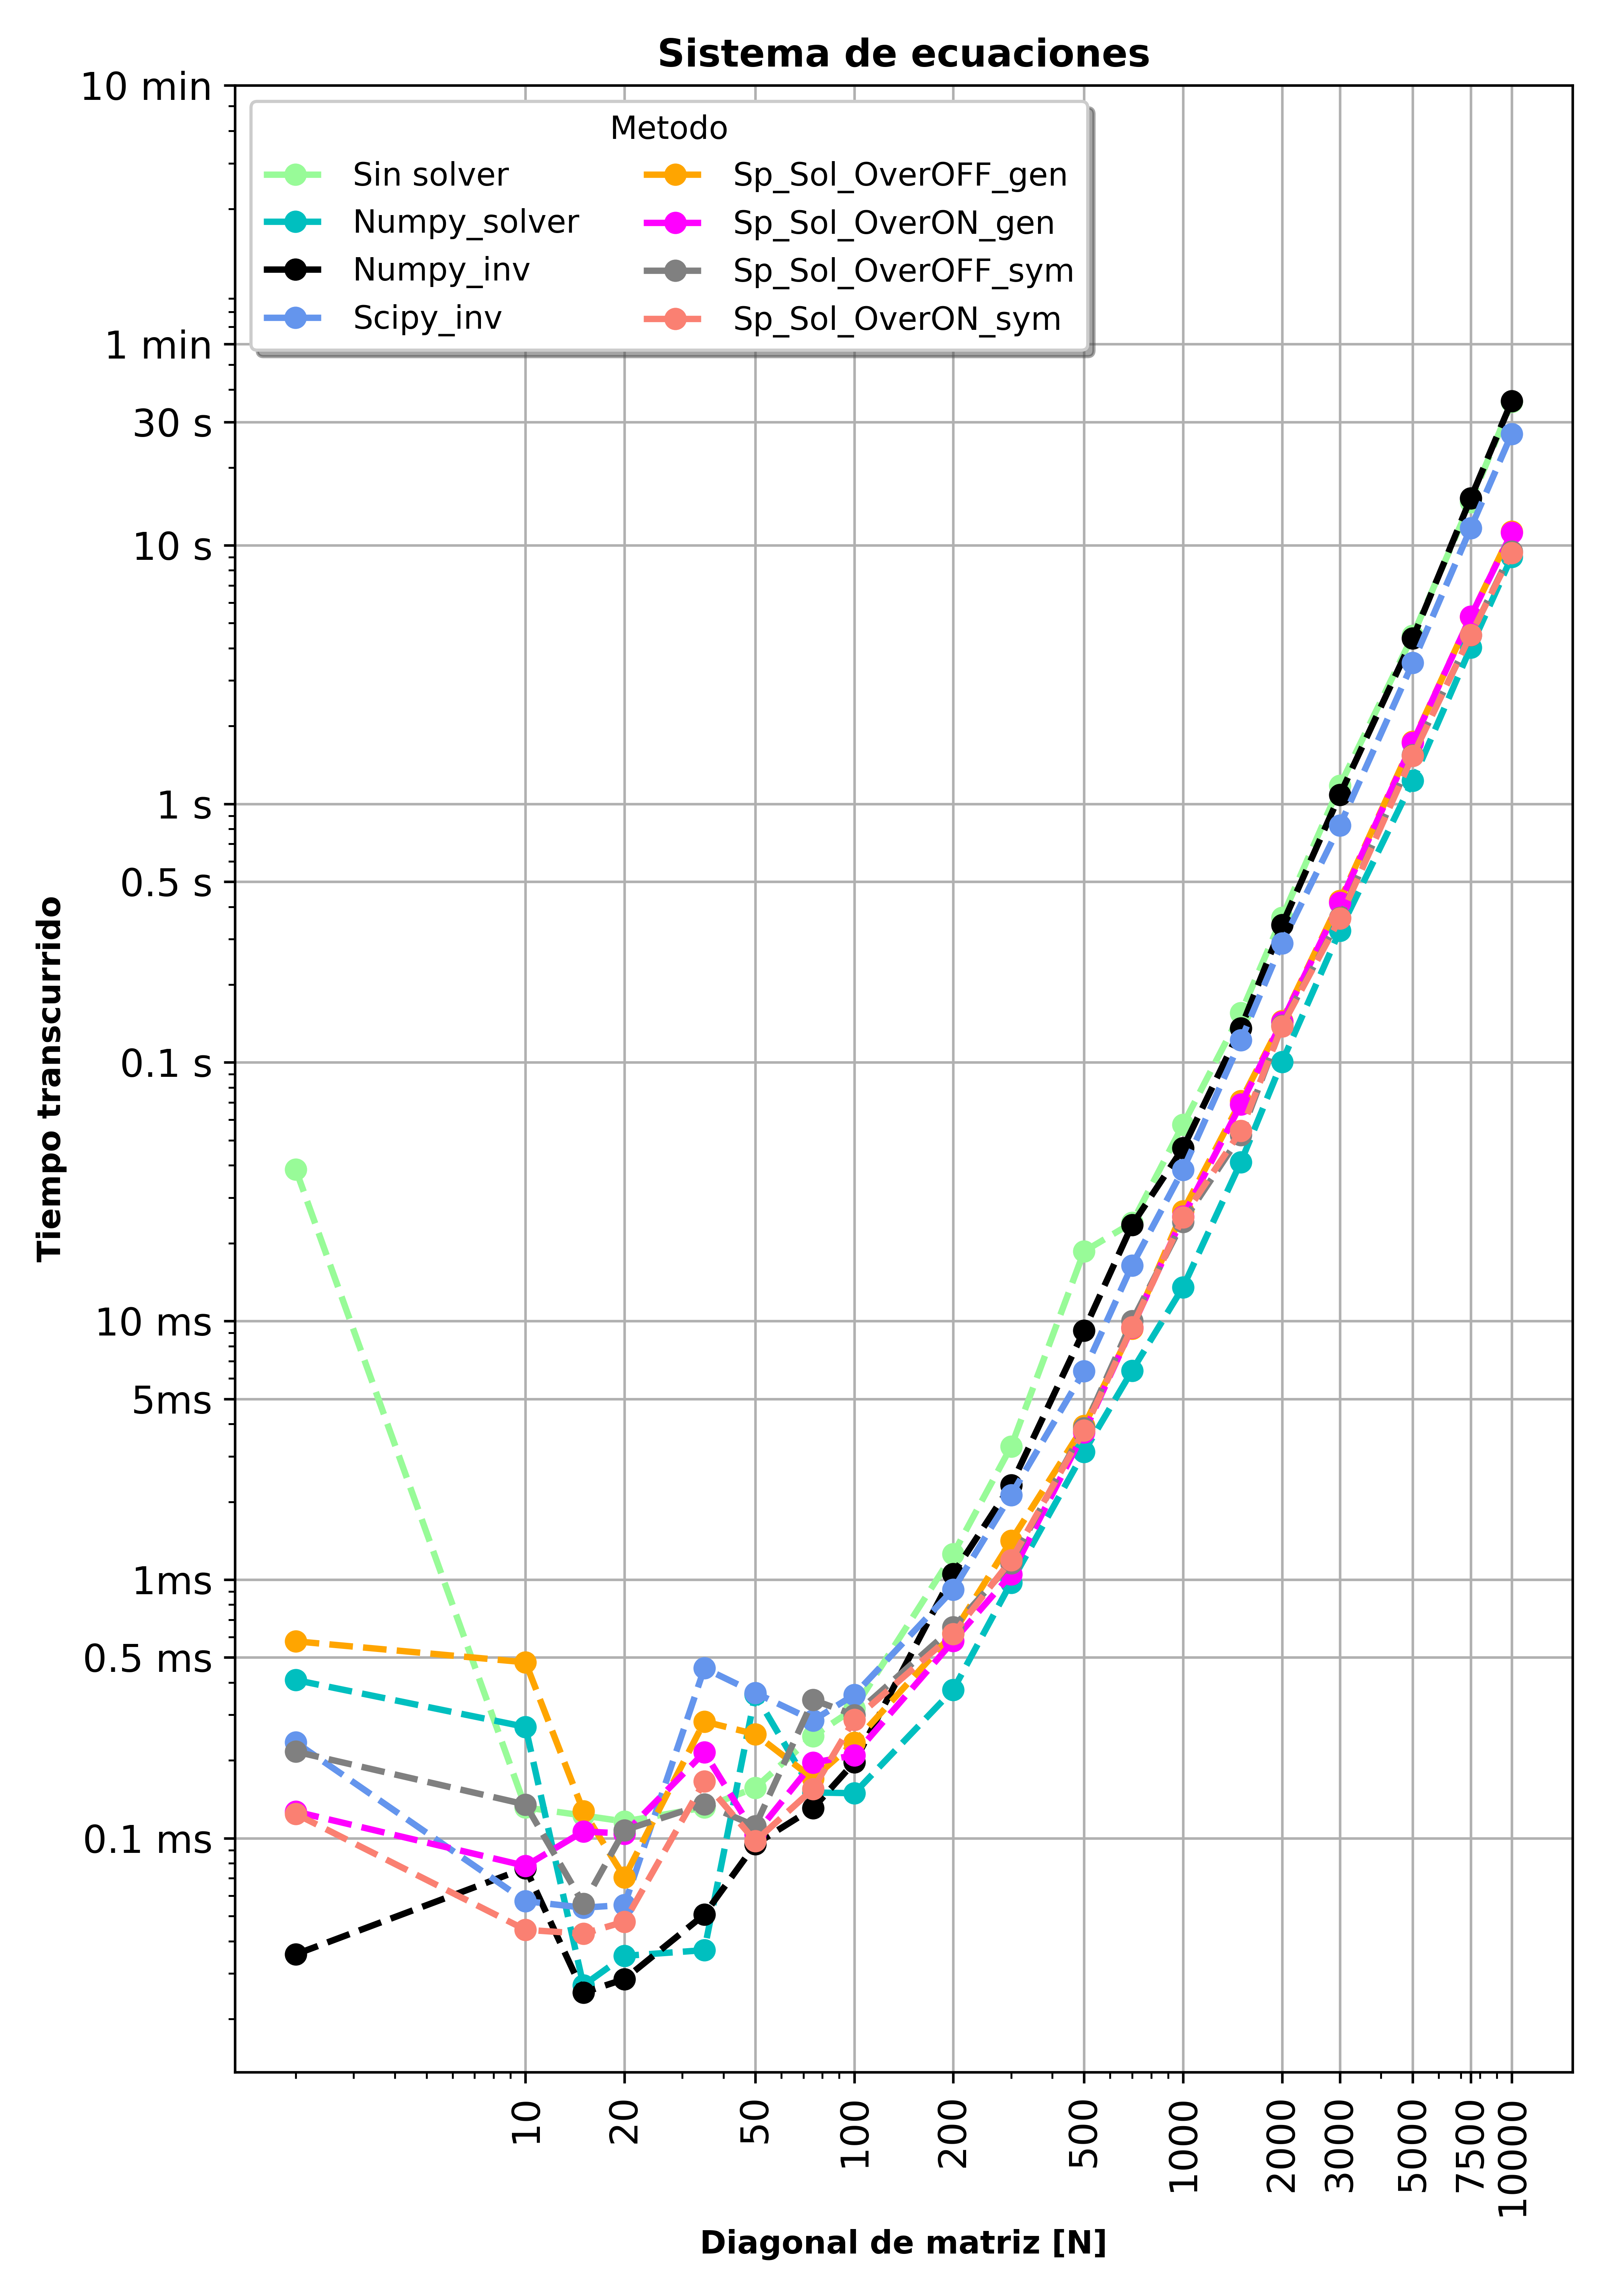 Sistema de ecuaciones
10 min
1 min
30 s
10 s
1 s
0.5 s
0.1 s
10 ms
5ms
1ms
0.5 ms
0.1 ms
Tiempo transcurrido
Metodo
Sin solver
Numpy_solver
Numpy_inv
Scipy_inv
Sp_Sol_OverOFF_gen
Sp_Sol_OverON_gen
Sp_Sol_OverOFF_sym
Sp_Sol_OverON_sym
10
20
50
100
200
500
1000
2000
3000
5000
7500
10000
Diagonal de matriz [N]